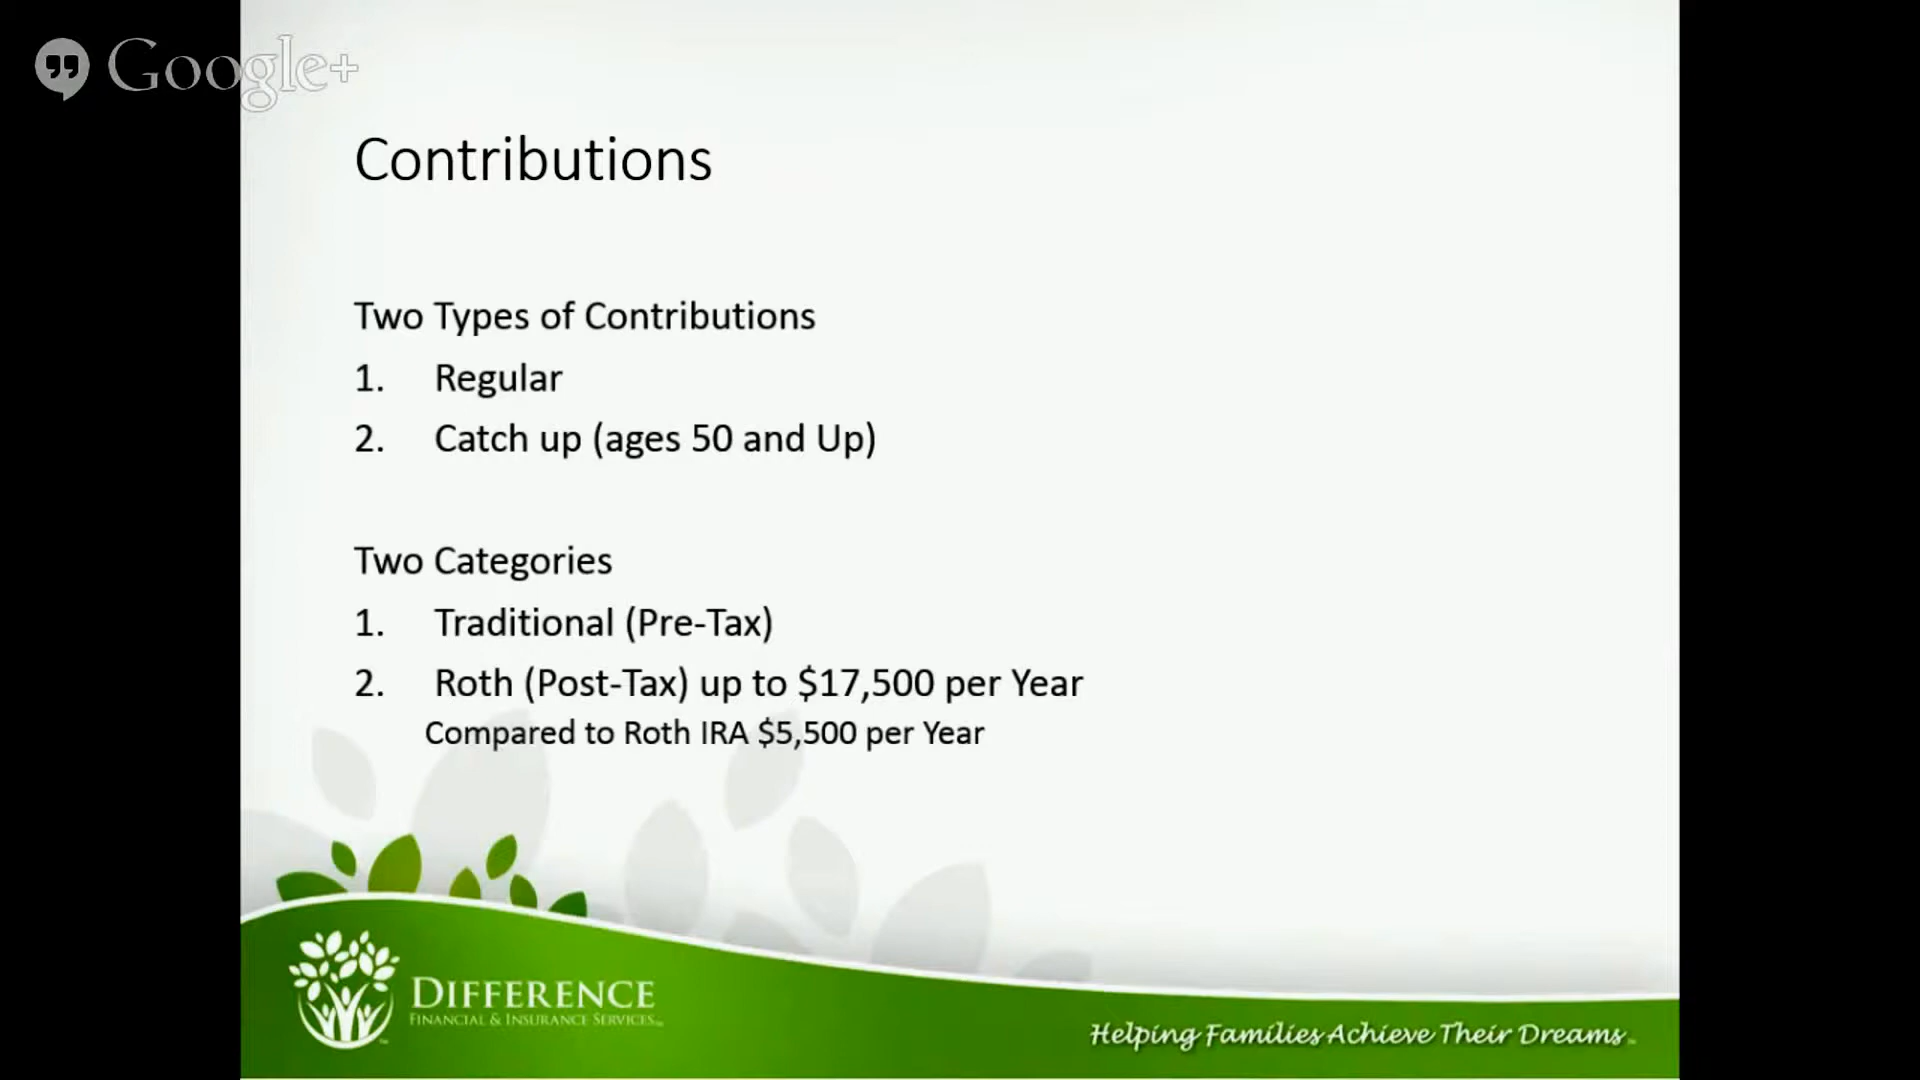 Google+
Contributions
Two Types of Contributions
1. Regular
2. Catch up (ages 50 and Up)
Two Categories
1. Traditional (Pre-Tax)
2. Roth (Post-Tax) up to $17,500 per Year
Compared to Roth IRA $5,500 per Year
DIFFERENCE
FINANCIAL & INSURANCE SERVICES
Helping Families Achieve Their Dreams